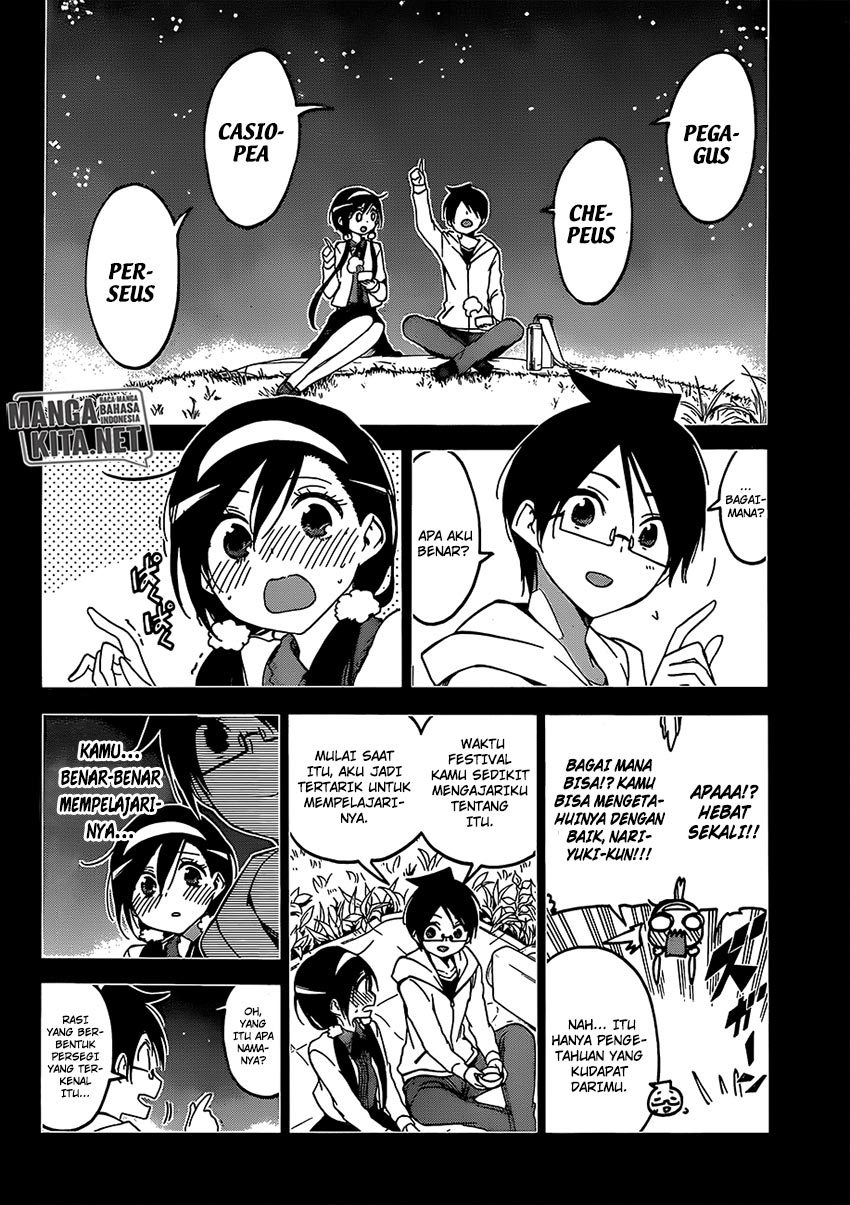 PEGA-
GUS
CHE-
PEUS
CASIO-
PEA
PER-
SEUS
MANGA
KITA.NET
BACA MANGA
BAHASA
INDONESIA
...
BAGAI-
MANA?
APA AKU
BENAR?
APAAA!?
HEBAT
SEKALI!!
BAGAI MANA
BISA!? KAMU
BISA MENGETA-
HUINYA DENGAN
BAIK, NARI-
YUKI-KUN!!!
NAH... ITU
HANYA PENGE-
TAHUAN YANG
KUDAPAT
DARIMU.
WAKTU
FESTIVAL
KAMU SEDIKIT
MENGAJARIKU
TENTANG
ITU.
MULAI SAAT
ITU, AKU JADI
TERTARIK UNTUK
MEMPELAJARI-
NYA.
KAMU...
BENAR-BENAR
MEMPELAJARI-
NYA...
OH,
YANG
ITU APA
NAMA-
NYA?
RASI
YANG BER-
BENTUK
PERSEGI
YANG TER-
KENAL
ITU...